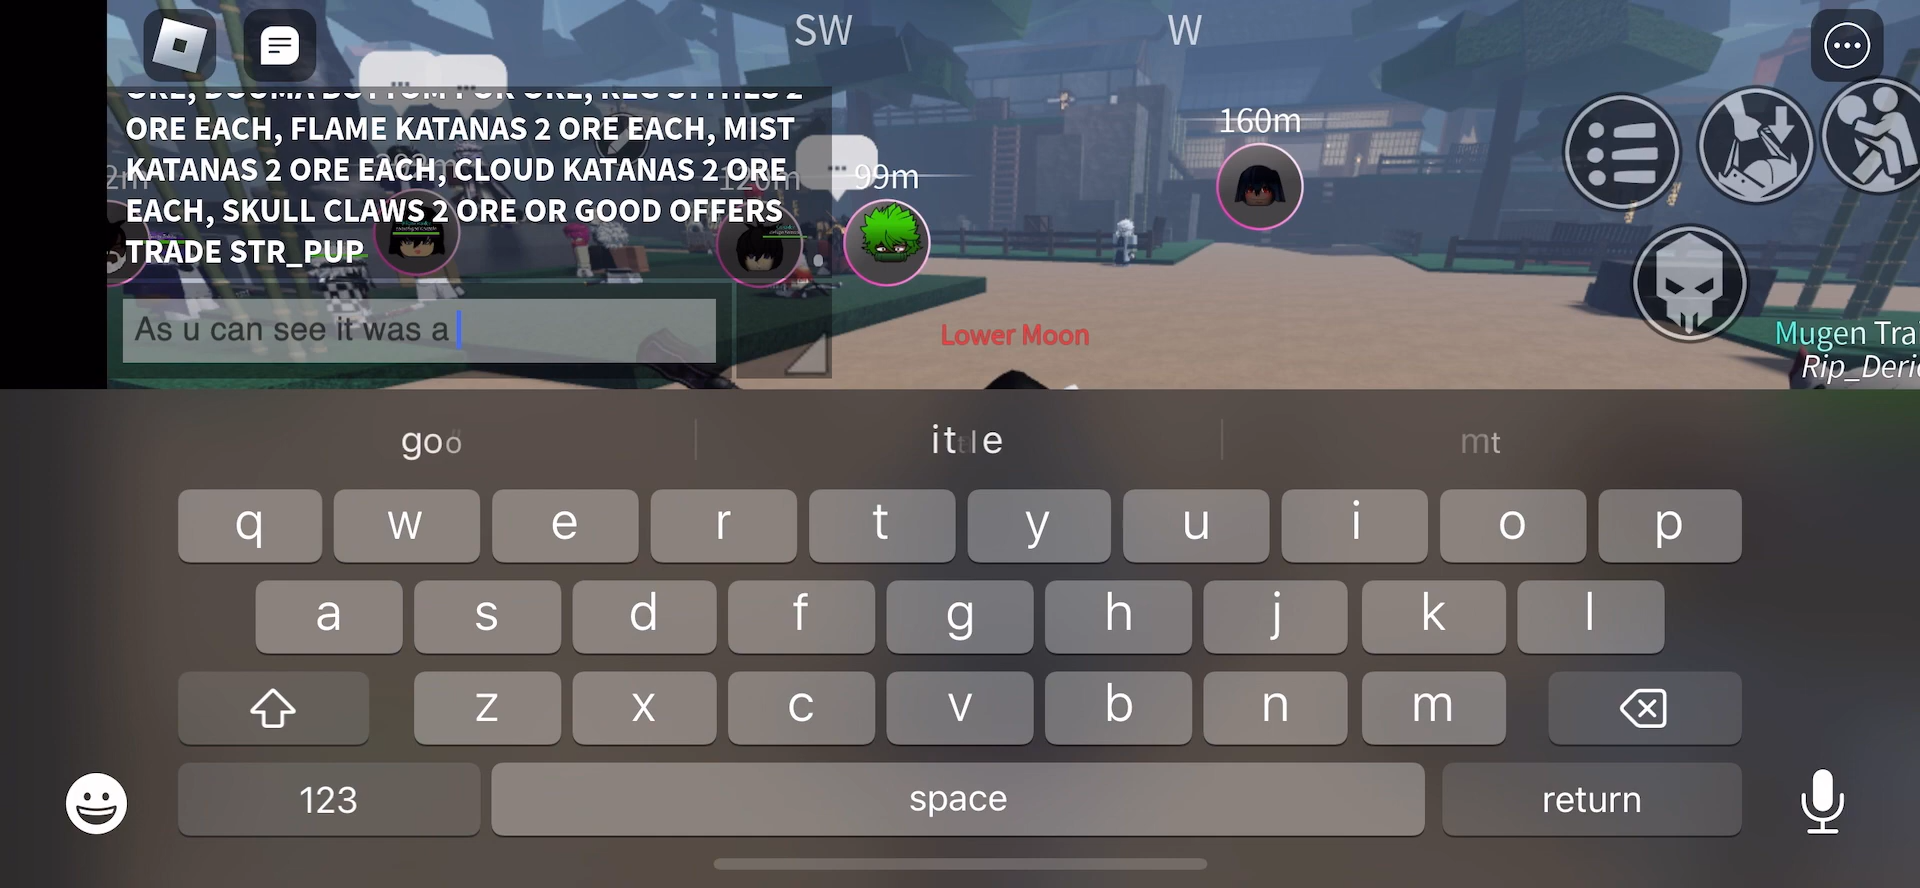 SW
W
ORE EACH, FLAME KATANAS 2 ORE EACH, MIST
KATANAS 2 ORE EACH, CLOUD KATANAS 2 ORE
EACH, SKULL CLAWS 2 ORE OR GOOD OFFERS
TRADE STR_PUP
120m
99m
160m
As u can see it was a
Lower Moon
Mugen
q w e r t y u i o p
a s d f g h j k l
z x c v b n m
123
space
return